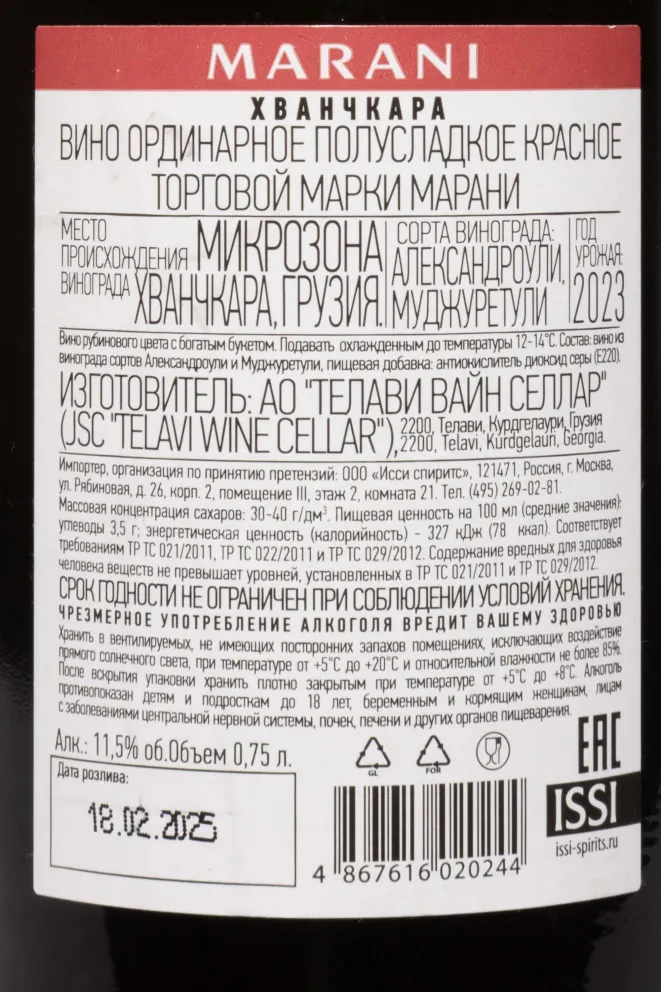 MARANI
ХВАНЧКАРА
ВИНО ОРДИНАРНОЕ ПОЛУСЛАДКОЕ КРАСНОЕ
ТОРГОВОЙ МАРКИ МАРАНИ
МЕСТО
ПРОИСХОЖДЕНИЯ
ВИНОГРАДА
МИКРОЗОНА
ХВАНЧКАРА, ГРУЗИЯ.
СОРТА ВИНОГРАДА:
АЛЕКСАНДРОУЛИ,
МУДЖУРЕТУЛИ
ГОД
УРОЖАЯ:
2023
Вино рубинового цвета с богатым букетом. Подавать охлажденным до температуры 12-14°С. Состав: вино из
винограда сортов Александроули и Муджуретули, пищевая добавка: антиокислитель диоксид серы (Е220).
ИЗГОТОВИТЕЛЬ: АО "ТЕЛАВИ ВАЙН СЕЛЛАР"
(JSC "TELAVI WINE CELLAR"),
2200, Телави, Курдгелаури, Грузия
2200, Telavi, Kurdgelauri, Georgia.
Импортер, организация по принятию претензий: ООО «Исси спиритс», 121471, Россия, г. Москва,
ул. Рябиновая, д. 26, корп. 2, помещение III, этаж 2, комната 21. Тел. (495) 269-02-81.
Массовая концентрация сахаров: 30-40 г/дм³. Пищевая ценность на 100 мл (средние значения):
углеводы 3,5 г; энергетическая ценность (калорийность) - 327 кДж (78 ккал). Соответствует
требованиям ТР ТС 021/2011, ТР ТС 022/2011 и ТР ТС 029/2012. Содержание вредных для здоровья
человека веществ не превышает уровней, установленных в ТР ТС 021/2011 и ТР ТС 029/2012.
СРОК ГОДНОСТИ НЕ ОГРАНИЧЕН ПРИ СОБЛЮДЕНИИ УСЛОВИЙ ХРАНЕНИЯ.
ЧРЕЗМЕРНОЕ УПОТРЕБЛЕНИЕ АЛКОГОЛЯ ВРЕДИТ ВАШЕМУ ЗДОРОВЬЮ
Хранить в вентилируемых, не имеющих посторонних запахов помещениях, исключающих воздействие
прямого солнечного света, при температуре от +5°С до +20°С и относительной влажности не более 85%.
После вскрытия упаковки хранить плотно закрытым при температуре от +5°С до +8°С. Алкоголь
противопоказан детям и подросткам до 18 лет, беременным и кормящим женщинам, лицам
с заболеваниями центральной нервной системы, почек, печени и других органов пищеварения.
Алк.: 11,5% об.Объем 0,75 л.
GL
FOR
EAC
Дата розлива:
18.02.2025
4 867616 020244
ISSI
issi-spirits.ru